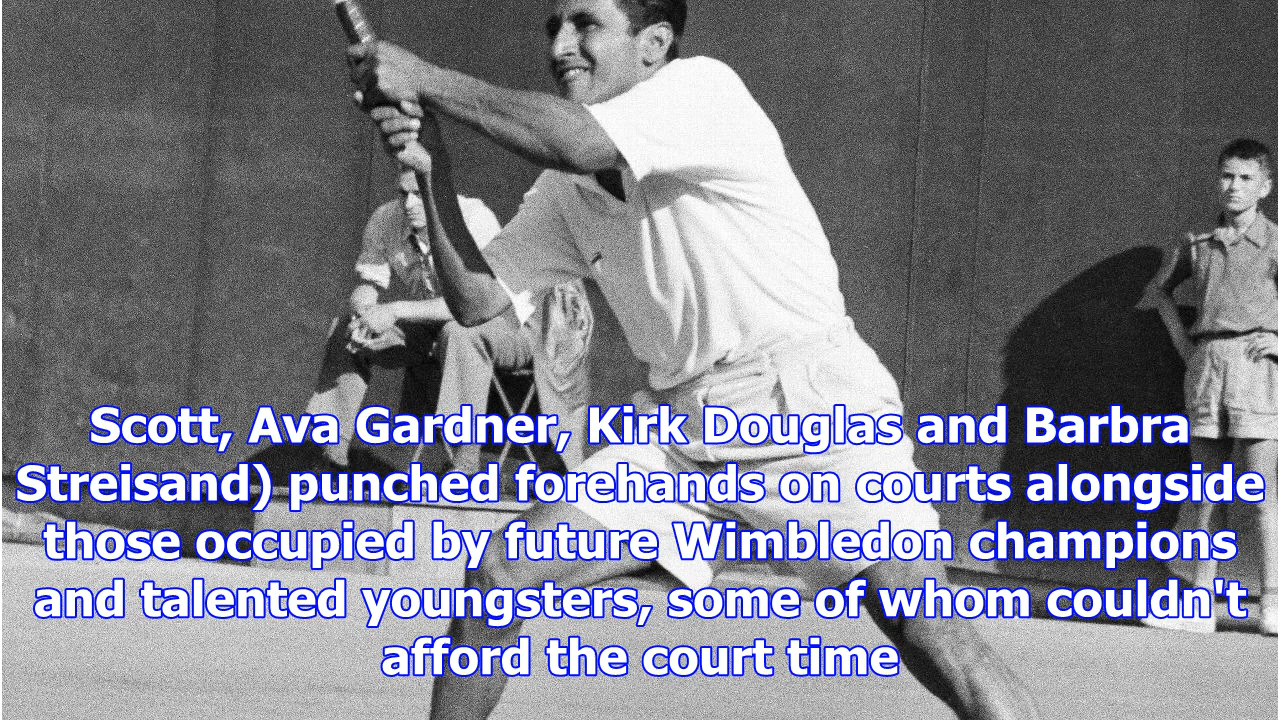 Scott, Ava Gardner, Kirk Douglas and Barbra
Streisand) punched forehands on courts alongside
those occupied by future Wimbledon champions
and talented youngsters, some of whom couldn't
afford the court time